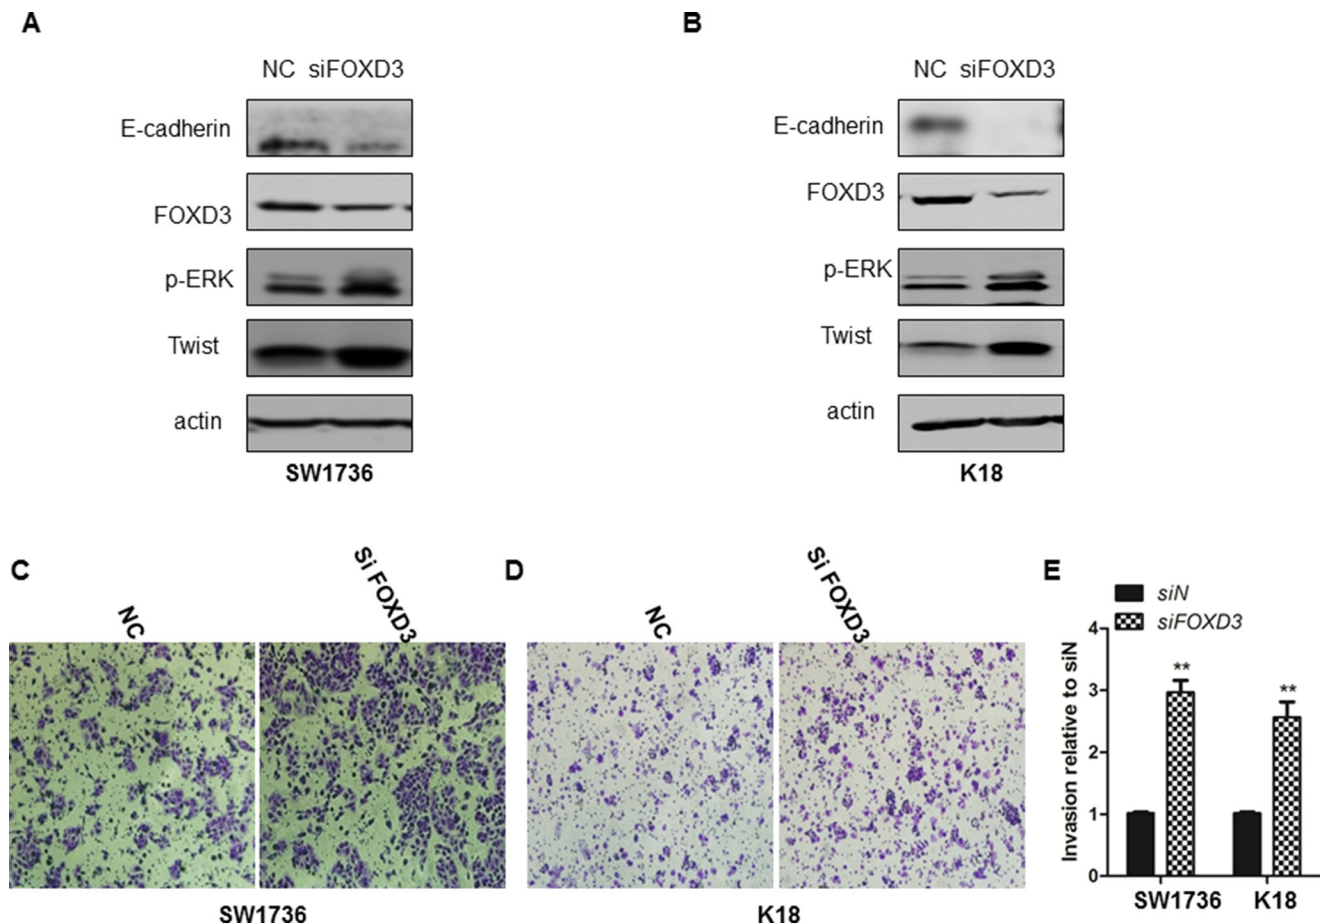 A
NC siFOXD3
E-cadherin
FOXD3
p-ERK
Twist
actin
SW1736
B
NC siFOXD3
E-cadherin
FOXD3
p-ERK
Twist
actin
K18
C
NC
Si FOXD3
SW1736
D
NC
Si FOXD3
K18
E
siN
siFOXD3
Invasion relative to siN
4
3
2
1
0
**
**
SW1736 K18